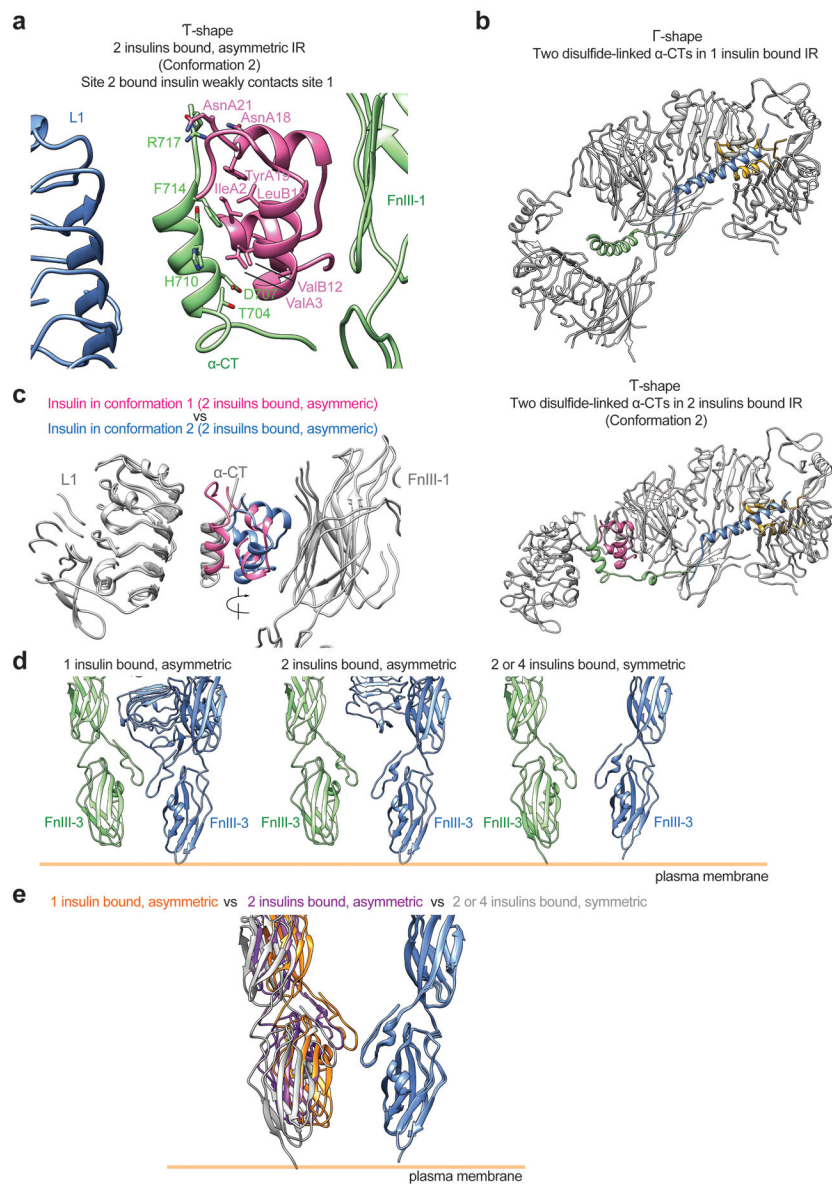 a
Ƭ-shape
2 insulins bound, asymmetric IR
(Conformation 2)
Site 2 bound insulin weakly contacts site 1
L1
AsnA21
AsnA18
R717
TyrA19
F714
IleA2
FnIII-1
H710
D707
ValB12
T704
ValA3
α-CT
b
Γ-shape
Two disulfide-linked α-CTs in 1 insulin bound IR
Ƭ-shape
Two disulfide-linked α-CTs in 2 insulins bound IR
(Conformation 2)
c
Insulin in conformation 1 (2 insuilns bound, asymmeric)
vs
Insulin in conformation 2 (2 insuilns bound, asymmeric)
L1
α-CT
FnIII-1
d
1 insulin bound, asymmetric
2 insulins bound, asymmetric
2 or 4 insulins bound, symmetric
FnIII-3
FnIII-3
FnIII-3
FnIII-3
FnIII-3
FnIII-3
plasma membrane
e
1 insulin bound, asymmetric vs 2 insulins bound, asymmetric vs 2 or 4 insulins bound, symmetric
plasma membrane